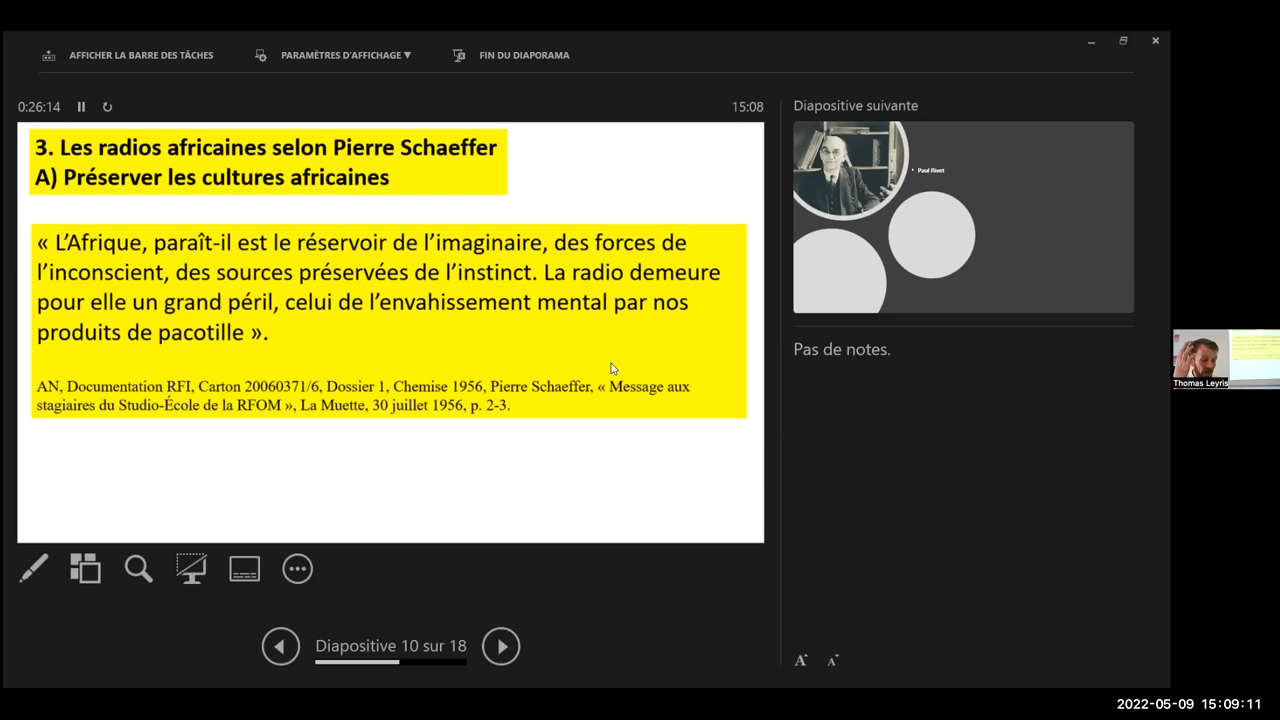 AFFICHER LA BARRE DES TÂCHES
PARAMÈTRES D'AFFICHAGE ▼
FIN DU DIAPORAMA
0:26:14
15:08
3. Les radios africaines selon Pierre Schaeffer
A) Préserver les cultures africaines
« L’Afrique, paraît-il est le réservoir de l’imaginaire, des forces de
l’inconscient, des sources préservées de l’instinct. La radio demeure
pour elle un grand péril, celui de l’envahissement mental par nos
produits de pacotille ».
AN, Documentation RFI, Carton 20060371/6, Dossier 1, Chemise 1956, Pierre Schaeffer, « Message aux
stagiaires du Studio-École de la RFOM », La Muette, 30 juillet 1956, p. 2-3.
Diapositive 10 sur 18
Diapositive suivante
• Paul Rivet
Pas de notes.
A A
Thomas Leyris
2022-05-09 15:09:11